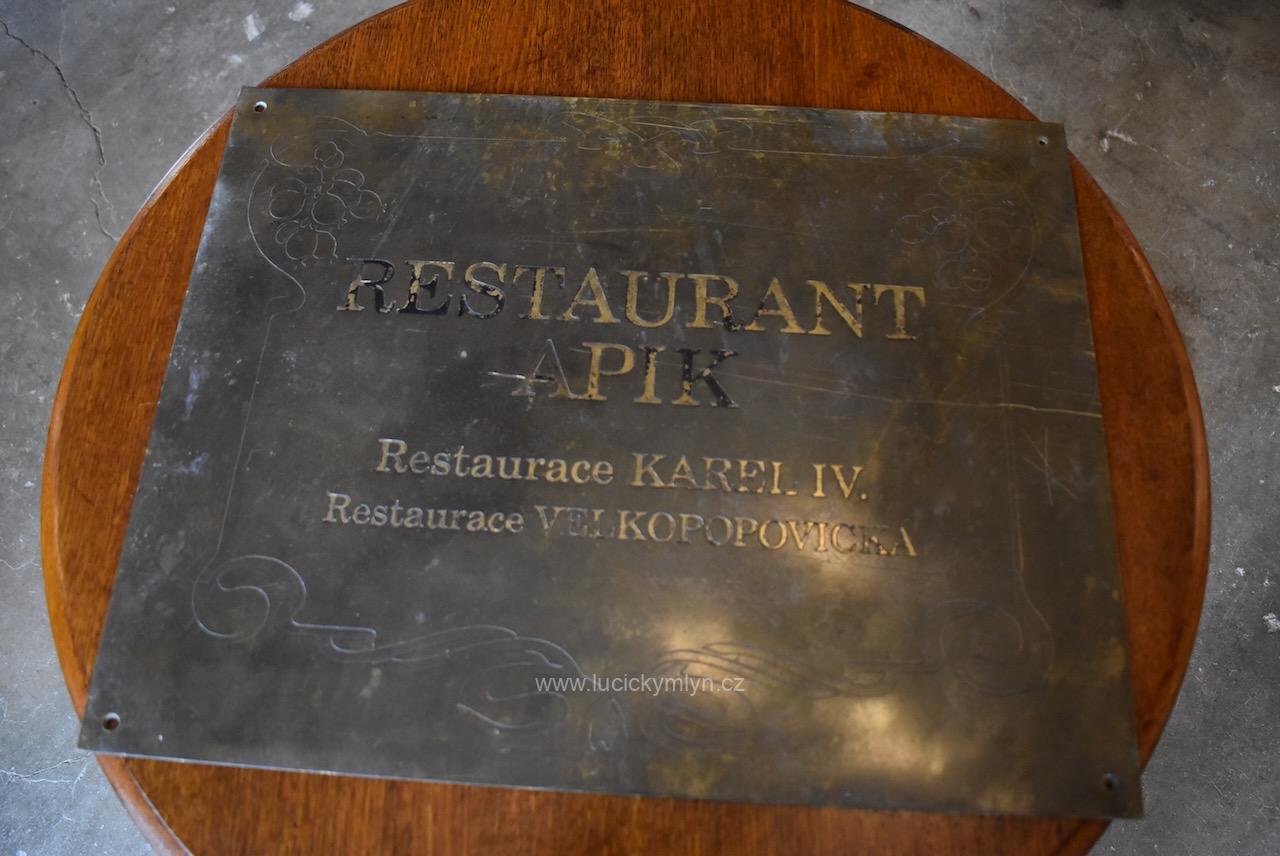 RESTAURANT
APIK
Restaurace KAREL IV.
Restaurace VELKOPOPOVICKA
www.lucickymlyn.cz